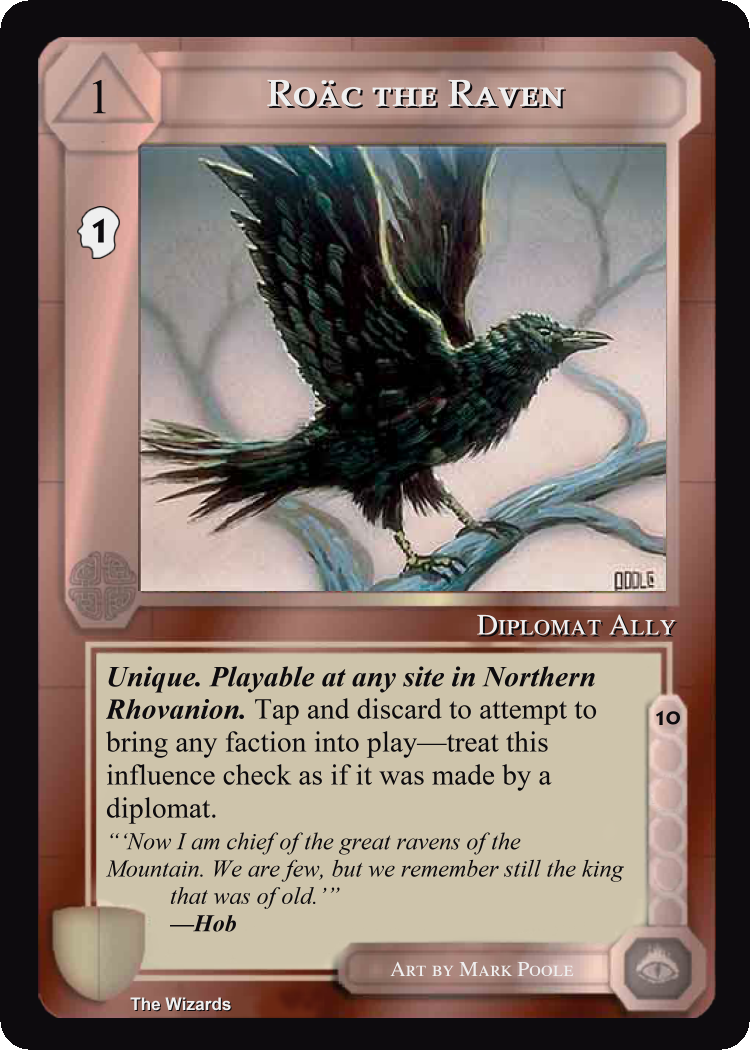 1
Roäc the Raven
1
POOLE
Diplomat Ally
Unique. Playable at any site in Northern
Rhovanion. Tap and discard to attempt to
bring any faction into play—treat this
influence check as if it was made by a
diplomat.
10
“‘Now I am chief of the great ravens of the
Mountain. We are few, but we remember still the king
that was of old.’”
—Hob
Art by Mark Poole
The Wizards